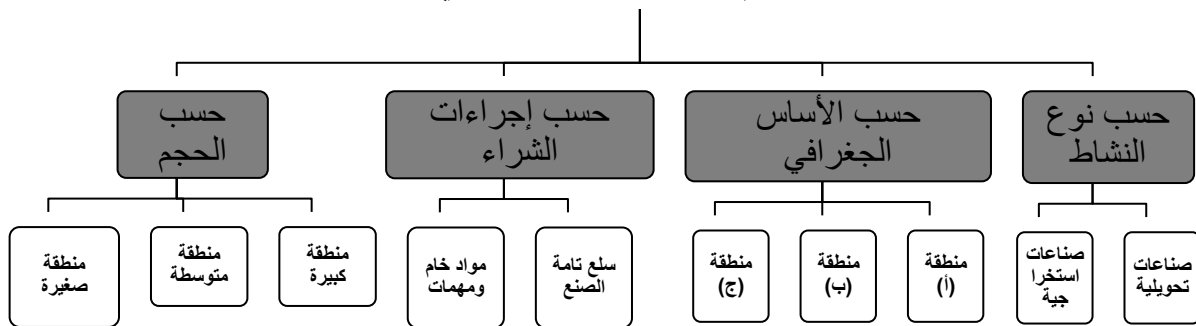 حسب نوع
النشاط
حسب الأساس
الجغرافي
حسب إجراءات
الشراء
حسب
الحجم
صناعات
تحويلية
صناعات
استخرا
جية
منطقة
(أ)
منطقة
(ب)
منطقة
(ج)
سلع تامة
الصنع
مواد خام
ومهمات
منطقة
كبيرة
منطقة
متوسطة
منطقة
صغيرة